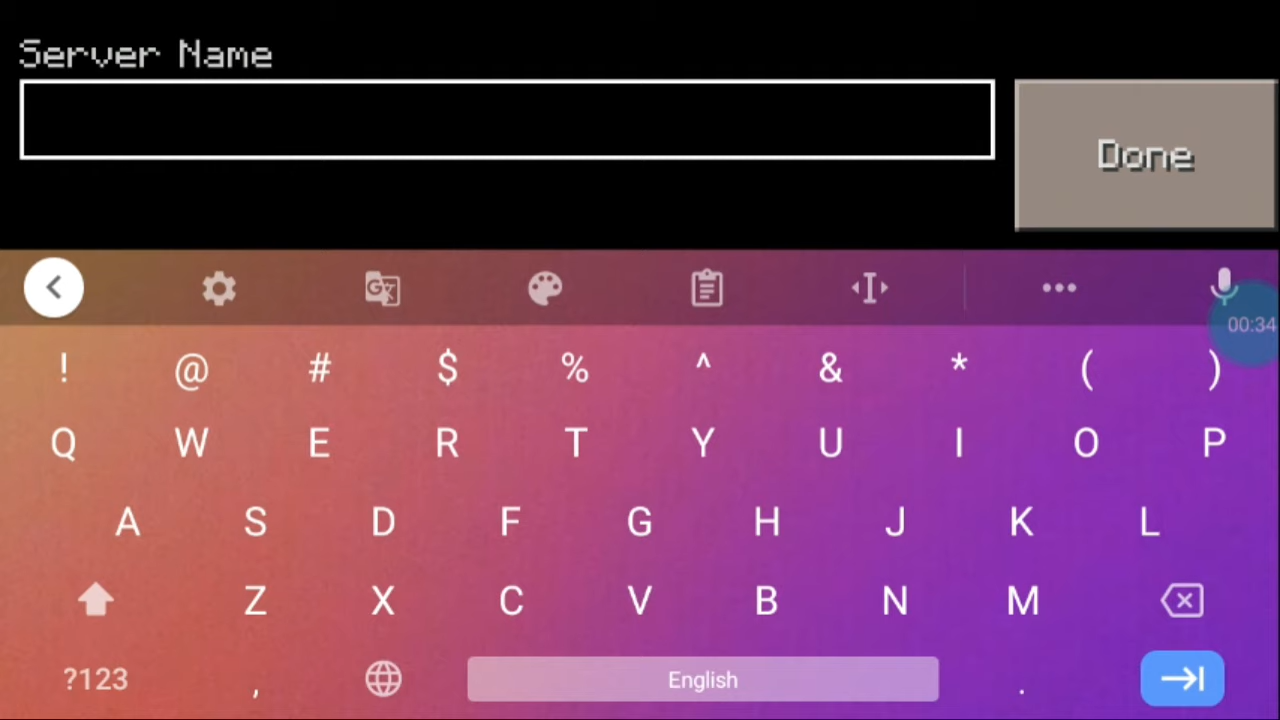 Server Name
Done
00:34
! @ # $ % ^ & * ( )
Q W E R T Y U I O P
A S D F G H J K L
Z X C V B N M
?123 , English .